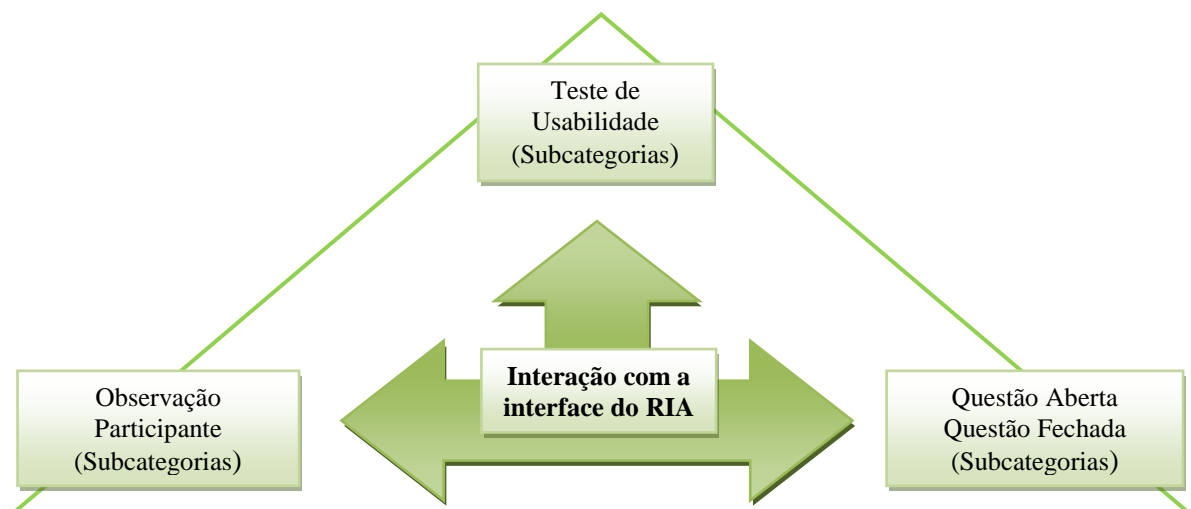 Teste de
Usabilidade
(Subcategorias)
Interação com a
interface do RIA
Observação
Participante
(Subcategorias)
Questão Aberta
Questão Fechada
(Subcategorias)